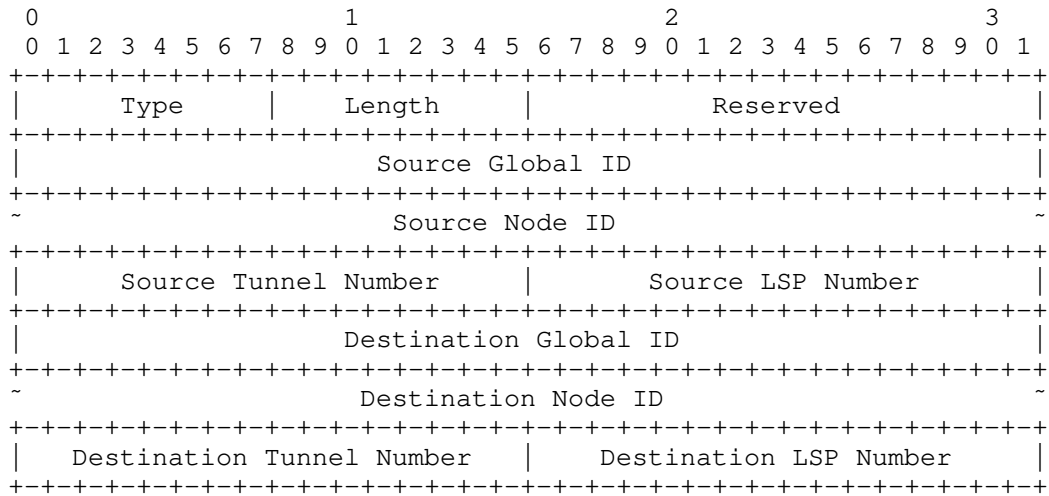 0                   1                   2                   3
 0 1 2 3 4 5 6 7 8 9 0 1 2 3 4 5 6 7 8 9 0 1 2 3 4 5 6 7 8 9 0 1
+-+-+-+-+-+-+-+-+-+-+-+-+-+-+-+-+-+-+-+-+-+-+-+-+-+-+-+-+-+-+-+-+
|      Type     |    Length     |           Reserved            |
+-+-+-+-+-+-+-+-+-+-+-+-+-+-+-+-+-+-+-+-+-+-+-+-+-+-+-+-+-+-+-+-+
|                      Source Global ID                         |
+-+-+-+-+-+-+-+-+-+-+-+-+-+-+-+-+-+-+-+-+-+-+-+-+-+-+-+-+-+-+-+-+
~                       Source Node ID                          ~
+-+-+-+-+-+-+-+-+-+-+-+-+-+-+-+-+-+-+-+-+-+-+-+-+-+-+-+-+-+-+-+-+
|      Source Tunnel Number     |       Source LSP Number       |
+-+-+-+-+-+-+-+-+-+-+-+-+-+-+-+-+-+-+-+-+-+-+-+-+-+-+-+-+-+-+-+-+
|                    Destination Global ID                      |
+-+-+-+-+-+-+-+-+-+-+-+-+-+-+-+-+-+-+-+-+-+-+-+-+-+-+-+-+-+-+-+-+
~                     Destination Node ID                       ~
+-+-+-+-+-+-+-+-+-+-+-+-+-+-+-+-+-+-+-+-+-+-+-+-+-+-+-+-+-+-+-+-+
|   Destination Tunnel Number   |    Destination LSP Number     |
+-+-+-+-+-+-+-+-+-+-+-+-+-+-+-+-+-+-+-+-+-+-+-+-+-+-+-+-+-+-+-+-+